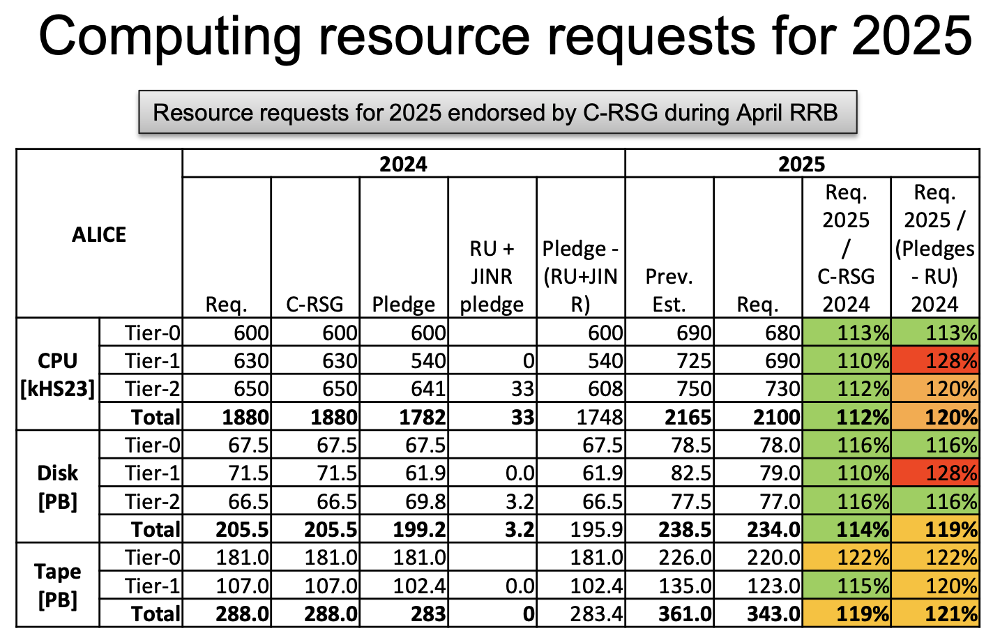 Computing resource requests for 2025
Resource requests for 2025 endorsed by C-RSG during April RRB
ALICE 2024 2025
Req. C-RSG Pledge RU + JINR pledge Pledge - (RU+JINR) Prev. Est. Req. Req. 2025 / C-RSG 2024 Req. 2025 / (Pledges - RU) 2024
CPU [kHS23]
Tier-0 600 600 600 600 690 680 113% 113%
Tier-1 630 630 540 0 540 725 690 110% 128%
Tier-2 650 650 641 33 608 750 730 112% 120%
Total 1880 1880 1782 33 1748 2165 2100 112% 120%
Disk [PB]
Tier-0 67.5 67.5 67.5 67.5 78.5 78.0 116% 116%
Tier-1 71.5 71.5 61.9 0.0 61.9 82.5 79.0 110% 128%
Tier-2 66.5 66.5 69.8 3.2 66.5 77.5 77.0 116% 116%
Total 205.5 205.5 199.2 3.2 195.9 238.5 234.0 114% 119%
Tape [PB]
Tier-0 181.0 181.0 181.0 181.0 226.0 220.0 122% 122%
Tier-1 107.0 107.0 102.4 0.0 102.4 135.0 123.0 115% 120%
Total 288.0 288.0 283 0 283.4 361.0 343.0 119% 121%